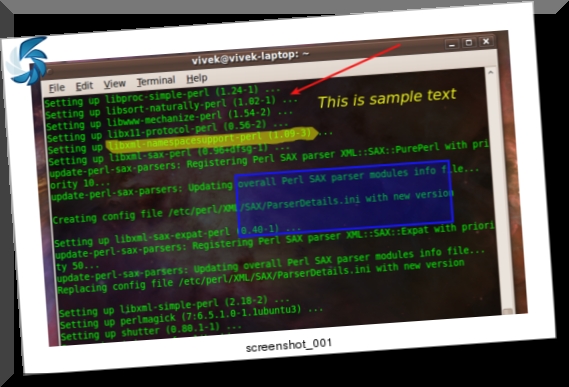 vivek@vivek-laptop: ~
File Edit View Terminal Help
Setting up libproc-simple-perl (1.24-1) ...
Setting up libsort-naturally-perl (1.02-1) ...
Setting up libwww-mechanize-perl (1.54-2) ...
Setting up libx11-protocol-perl (0.56-2) ...
Setting up libxml-namespacesupport-perl (1.09-3) ...
Setting up libxml-sax-perl (0.96+dfsg-1) ...
update-perl-sax-parsers: Registering Perl SAX parser XML::SAX::PurePerl with pri
ority 10...
update-perl-sax-parsers: Updating overall Perl SAX parser modules info file...
Creating config file /etc/perl/XML/SAX/ParserDetails.ini with new version
Setting up libxml-sax-expat-perl (0.40-1) ...
update-perl-sax-parsers: Registering Perl SAX parser XML::SAX::Expat with priori
ty 50...
update-perl-sax-parsers: Updating overall Perl SAX parser modules info file...
Replacing config file /etc/perl/XML/SAX/ParserDetails.ini with new version
Setting up libxml-simple-perl (2.18-2) ...
Setting up perlmagick (7:6.5.1.0-1.1ubuntu3) ...
Setting up shutter (0.80.1-1) ...
This is sample text
screenshot_001